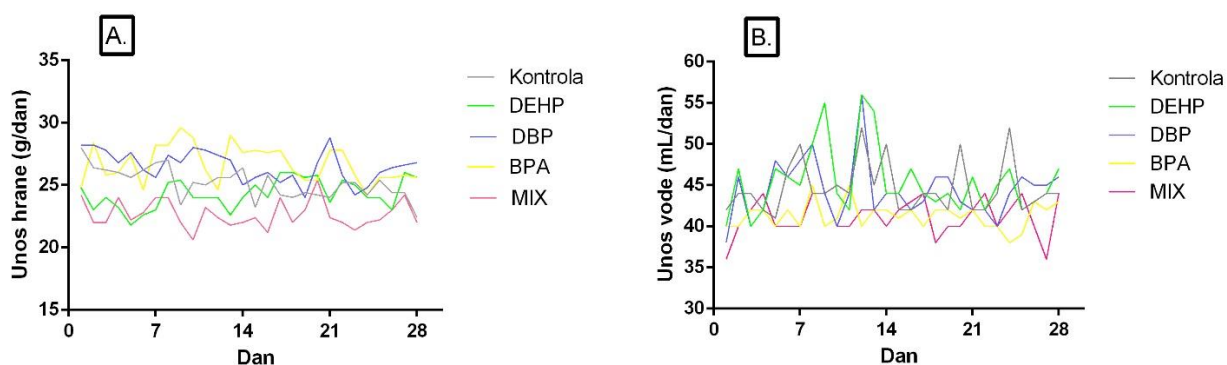 A.
Unos hrane (g/dan)
35
30
25
20
15
0 7 14 21 28
Dan
Kontrola
DEHP
DBP
BPA
MIX
B.
Unos vode (mL/dan)
60
55
50
45
40
35
30
0 7 14 21 28
Dan
Kontrola
DEHP
DBP
BPA
MIX